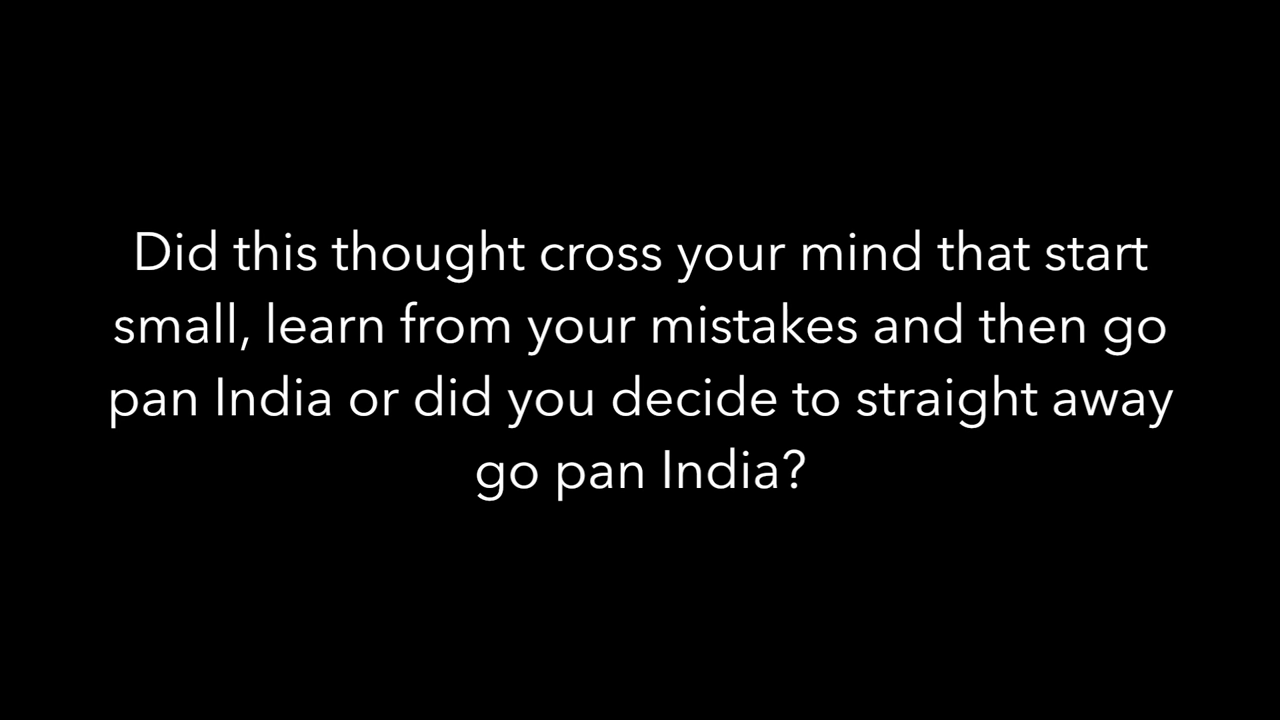 Did this thought cross your mind that start
small, learn from your mistakes and then go
pan India or did you decide to straight away
go pan India?